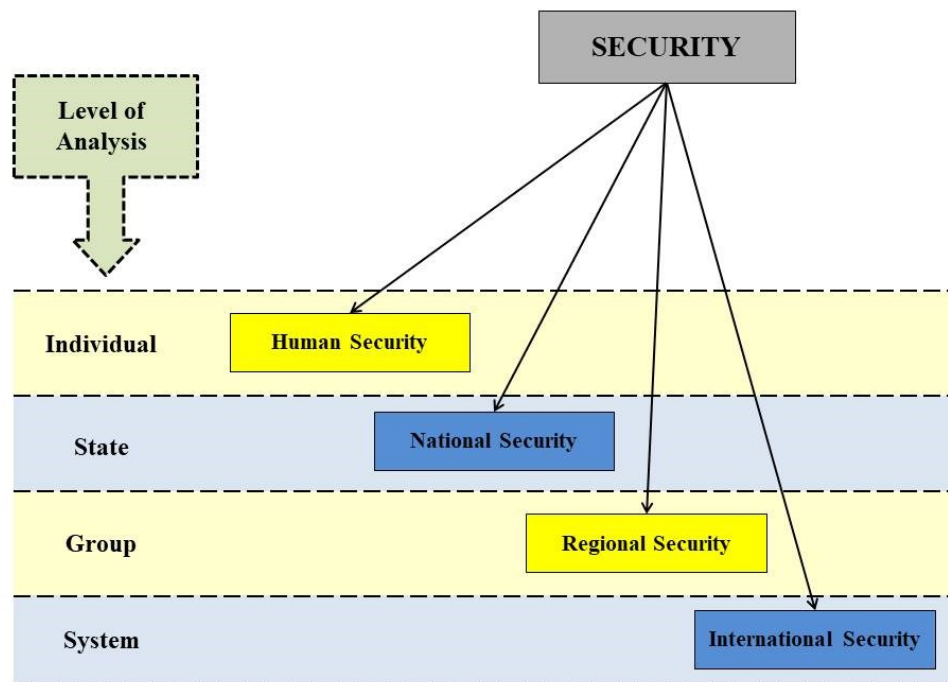 SECURITY
Level of
Analysis
Individual
Human Security
State
National Security
Group
Regional Security
System
International Security